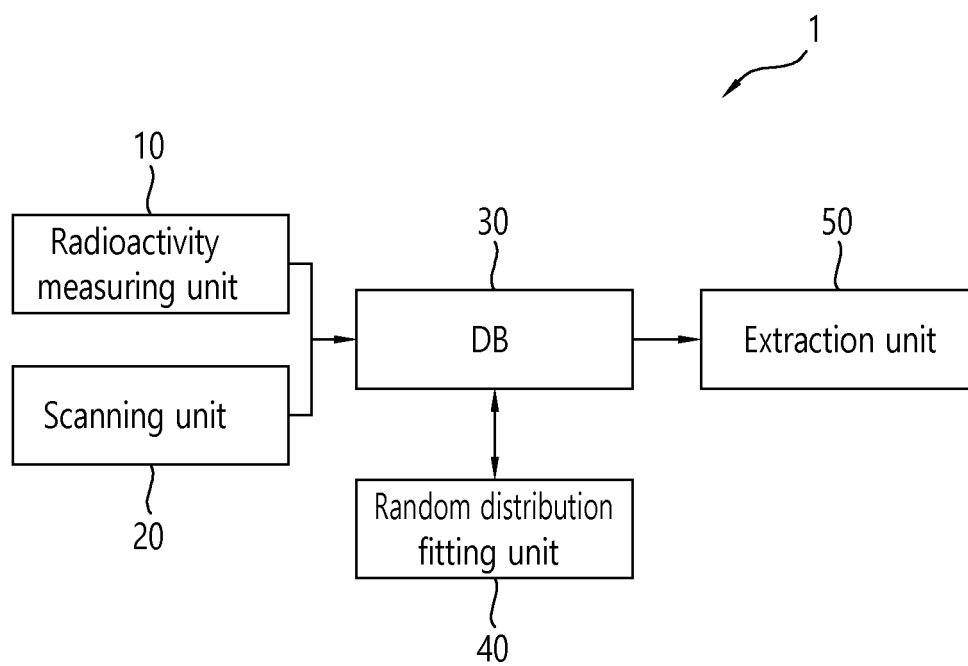 1
10
Radioactivity
measuring unit
30
DB
50
Extraction unit
Scanning unit
20
Random distribution
fitting unit
40